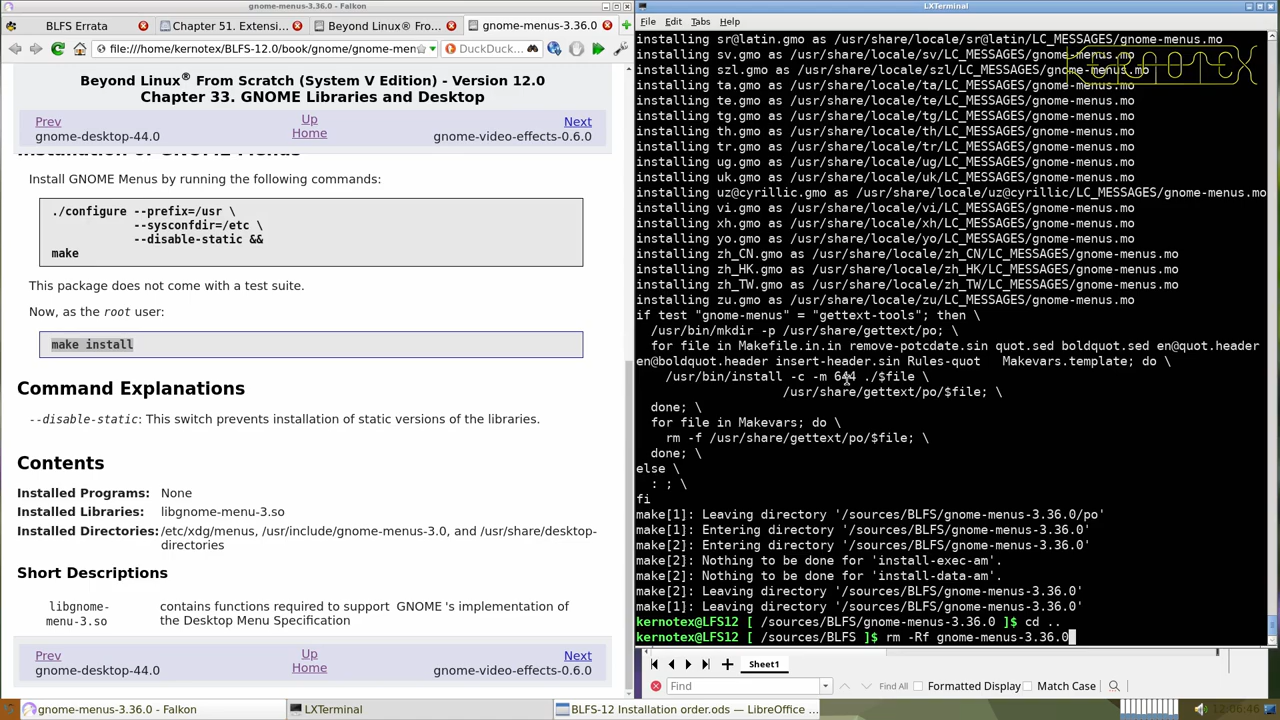 gnome-menus-3.36.0 - Falkon
BLFS Errata
Chapter 51. Extensi...
Beyond Linux® Fro...
gnome-menus-3.36.0
file:///home/kernotex/BLFS-12.0/book/gnome/gnome-men
DuckDuc...
Beyond Linux® From Scratch (System V Edition) - Version 12.0
Chapter 33. GNOME Libraries and Desktop
Prev
Up
Next
gnome-desktop-44.0
Home
gnome-video-effects-0.6.0
Installation of GNOME Menus
Install GNOME Menus by running the following commands:
./configure --prefix=/usr \
--sysconfdir=/etc \
--disable-static &&
make
This package does not come with a test suite.
Now, as the root user:
make install
Command Explanations
--disable-static: This switch prevents installation of static versions of the libraries.
Contents
Installed Programs: None
Installed Libraries: libgnome-menu-3.so
Installed Directories: /etc/xdg/menus, /usr/include/gnome-menus-3.0, and /usr/share/desktop-
directories
Short Descriptions
libgnome-
menu-3.so
contains functions required to support GNOME 's implementation of
the Desktop Menu Specification
Prev
Up
Next
gnome-desktop-44.0
Home
gnome-video-effects-0.6.0
LXTerminal
File Edit Tabs Help
installing sr@latin.gmo as /usr/share/locale/sr@latin/LC_MESSAGES/gnome-menus.mo
installing sv.gmo as /usr/share/locale/sv/LC_MESSAGES/gnome-menus.mo
installing szl.gmo as /usr/share/locale/szl/LC_MESSAGES/gnome-menus.mo
installing ta.gmo as /usr/share/locale/ta/LC_MESSAGES/gnome-menus.mo
installing te.gmo as /usr/share/locale/te/LC_MESSAGES/gnome-menus.mo
installing tg.gmo as /usr/share/locale/tg/LC_MESSAGES/gnome-menus.mo
installing th.gmo as /usr/share/locale/th/LC_MESSAGES/gnome-menus.mo
installing tr.gmo as /usr/share/locale/tr/LC_MESSAGES/gnome-menus.mo
installing ug.gmo as /usr/share/locale/ug/LC_MESSAGES/gnome-menus.mo
installing uk.gmo as /usr/share/locale/uk/LC_MESSAGES/gnome-menus.mo
installing uz@cyrillic.gmo as /usr/share/locale/uz@cyrillic/LC_MESSAGES/gnome-menus.mo
installing vi.gmo as /usr/share/locale/vi/LC_MESSAGES/gnome-menus.mo
installing xh.gmo as /usr/share/locale/xh/LC_MESSAGES/gnome-menus.mo
installing yo.gmo as /usr/share/locale/yo/LC_MESSAGES/gnome-menus.mo
installing zh_CN.gmo as /usr/share/locale/zh_CN/LC_MESSAGES/gnome-menus.mo
installing zh_HK.gmo as /usr/share/locale/zh_HK/LC_MESSAGES/gnome-menus.mo
installing zh_TW.gmo as /usr/share/locale/zh_TW/LC_MESSAGES/gnome-menus.mo
installing zu.gmo as /usr/share/locale/zu/LC_MESSAGES/gnome-menus.mo
if test "gnome-menus" = "gettext-tools"; then \
/usr/bin/mkdir -p /usr/share/gettext/po; \
for file in Makefile.in.in remove-potcdate.sin quot.sed boldquot.sed en@quot.header
en@boldquot.header insert-header.sin Rules-quot Makevars.template; do \
/usr/bin/install -c -m 644 ./$file \
/usr/share/gettext/po/$file; \
done; \
for file in Makevars; do \
rm -f /usr/share/gettext/po/$file; \
done; \
else \
: ; \
fi
make[1]: Leaving directory '/sources/BLFS/gnome-menus-3.36.0/po'
make[1]: Entering directory '/sources/BLFS/gnome-menus-3.36.0'
make[2]: Entering directory '/sources/BLFS/gnome-menus-3.36.0'
make[2]: Nothing to be done for 'install-exec-am'.
make[2]: Nothing to be done for 'install-data-am'.
make[2]: Leaving directory '/sources/BLFS/gnome-menus-3.36.0'
make[1]: Leaving directory '/sources/BLFS/gnome-menus-3.36.0'
kernotex@LFS12 [ /sources/BLFS/gnome-menus-3.36.0 ]$ cd ..
kernotex@LFS12 [ /sources/BLFS ]$ rm -Rf gnome-menus-3.36.0
KERNOTEX
Sheet1
Find
Find All
Formatted Display
Match Case
gnome-menus-3.36.0 - Falkon
LXTerminal
BLFS-12 Installation order.ods — LibreOffice ...
12:06:46